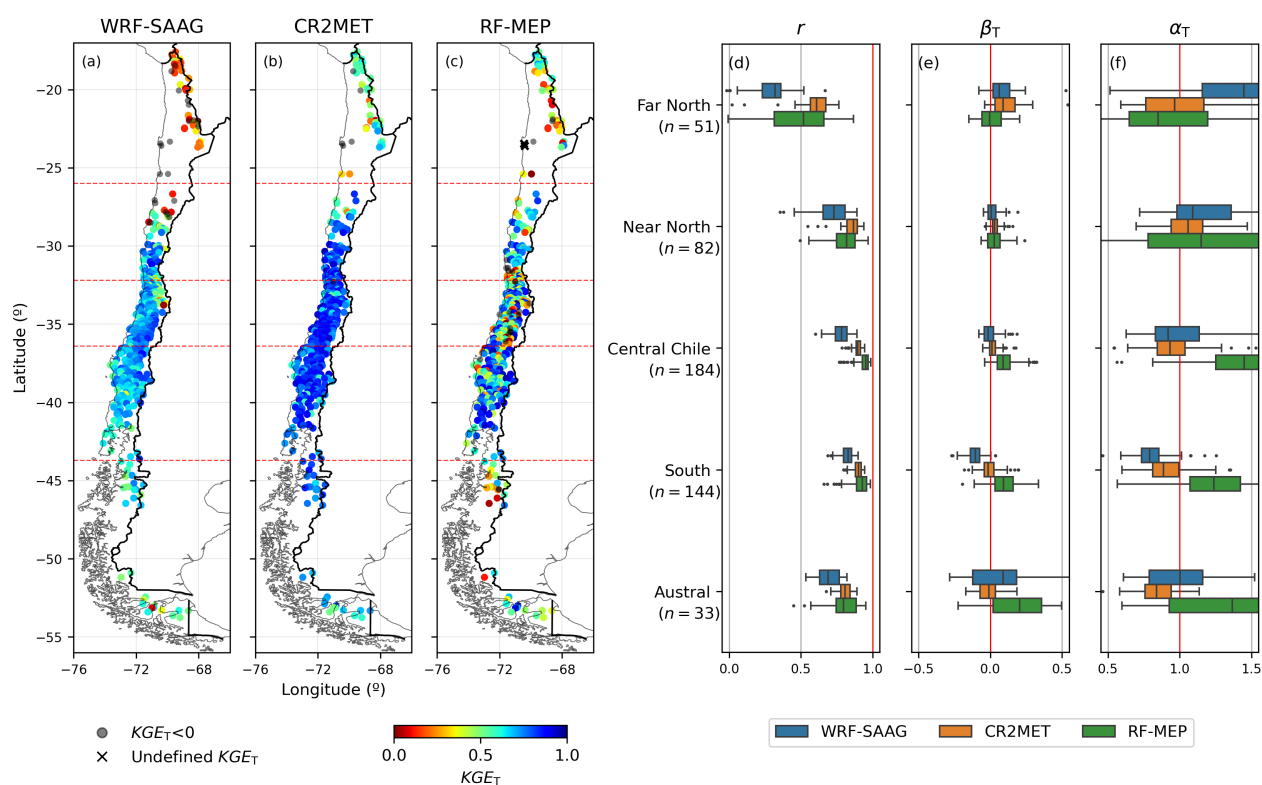 WRF-SAAG CR2MET RF-MEP r βT αT
(a) (b) (c) (d) (e) (f)
−20
−25
−30
−35
−40
−45
−50
−55
Latitude (º)
Far North
(n = 51)
Near North
(n = 82)
Central Chile
(n = 184)
South
(n = 144)
Austral
(n = 33)
−76 −72 −68 −76 −72 −68 −76 −72 −68
0.0 0.5 1.0 −0.5 0.0 0.5 0.5 1.0 1.5
Longitude (º)
KGET<0
Undefined KGET
0.0 0.5 1.0
KGET
WRF-SAAG CR2MET RF-MEP